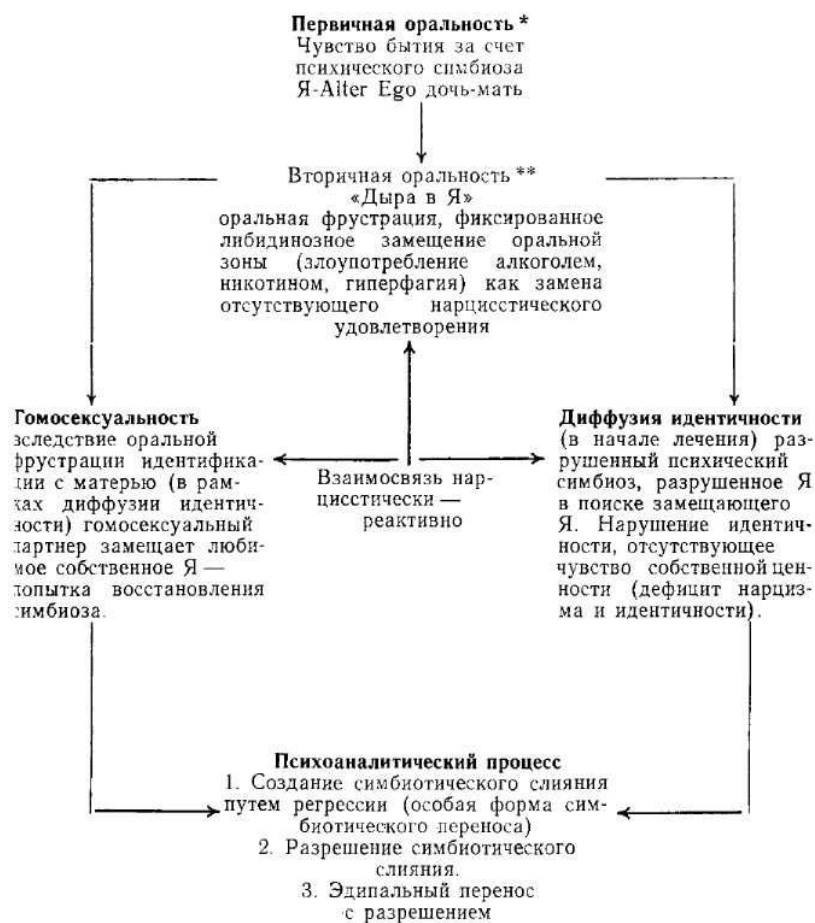 Первичная оральность *
Чувство бытия за счет
психического симбиоза
Я-Alter Ego дочь-мать
Вторичная оральность **
«Дыра в Я»
оральная фрустрация, фиксированное
либидинозное замещение оральной
зоны (злоупотребление алкоголем,
никотином, гиперфагия) как замена
отсутствующего нарцисстического
удовлетворения
Гомосексуальность
вследствие оральной
фрустрации идентифика-
ции с матерью (в рам-
ках диффузии идентич-
ности) гомосексуальный
партнер замещает люби-
мое собственное Я —
попытка восстановления
симбиоза.
Взаимосвязь нар-
цисстически —
реактивно
Диффузия идентичности
(в начале лечения) раз-
рушенный психический
симбиоз, разрушенное Я
в поиске замещающего
Я. Нарушение идентич-
ности, отсутствующее
чувство собственной цен-
ности (дефицит нарциз-
ма и идентичности).
Психоаналитический процесс
1. Создание симбиотического слияния
путем регрессии (особая форма сим-
биотического переноса)
2. Разрешение симбиотического
слияния.
3. Эдипальный перенос
с разрешением